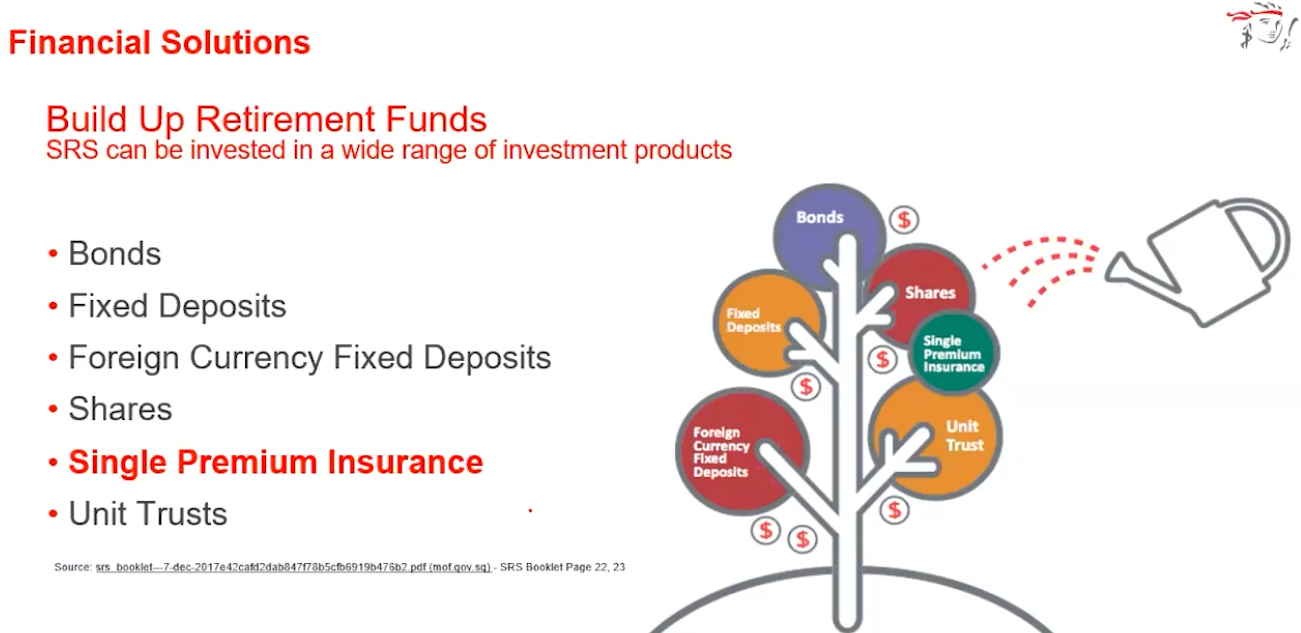 Financial Solutions
Build Up Retirement Funds
SRS can be invested in a wide range of investment products
• Bonds
• Fixed Deposits
• Foreign Currency Fixed Deposits
• Shares
• Single Premium Insurance
• Unit Trusts
Source: srs_booklet---7-dec-2017e42cafd2dab847f78b5cfb6919b476b2.pdf (mof.gov.sg) - SRS Booklet Page 22, 23
Bonds
$
Shares
Fixed
Deposits
Single
Premium
Insurance
$
$
Foreign
Currency
Fixed
Deposits
Unit
Trust
$
$
$